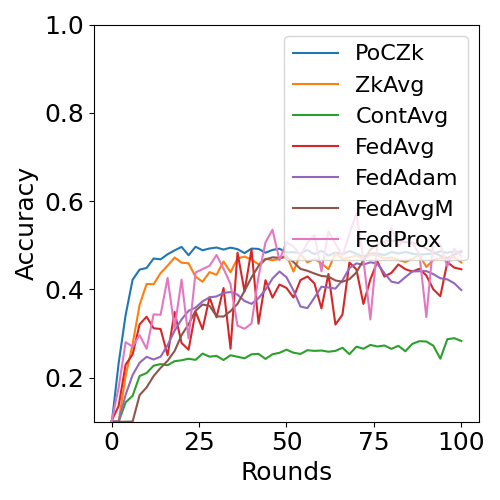 1.0
0.8
0.6
0.4
0.2
Accuracy
PoCZk
ZkAvg
ContAvg
FedAvg
FedAdam
FedAvgM
FedProx
0 25 50 75 100
Rounds